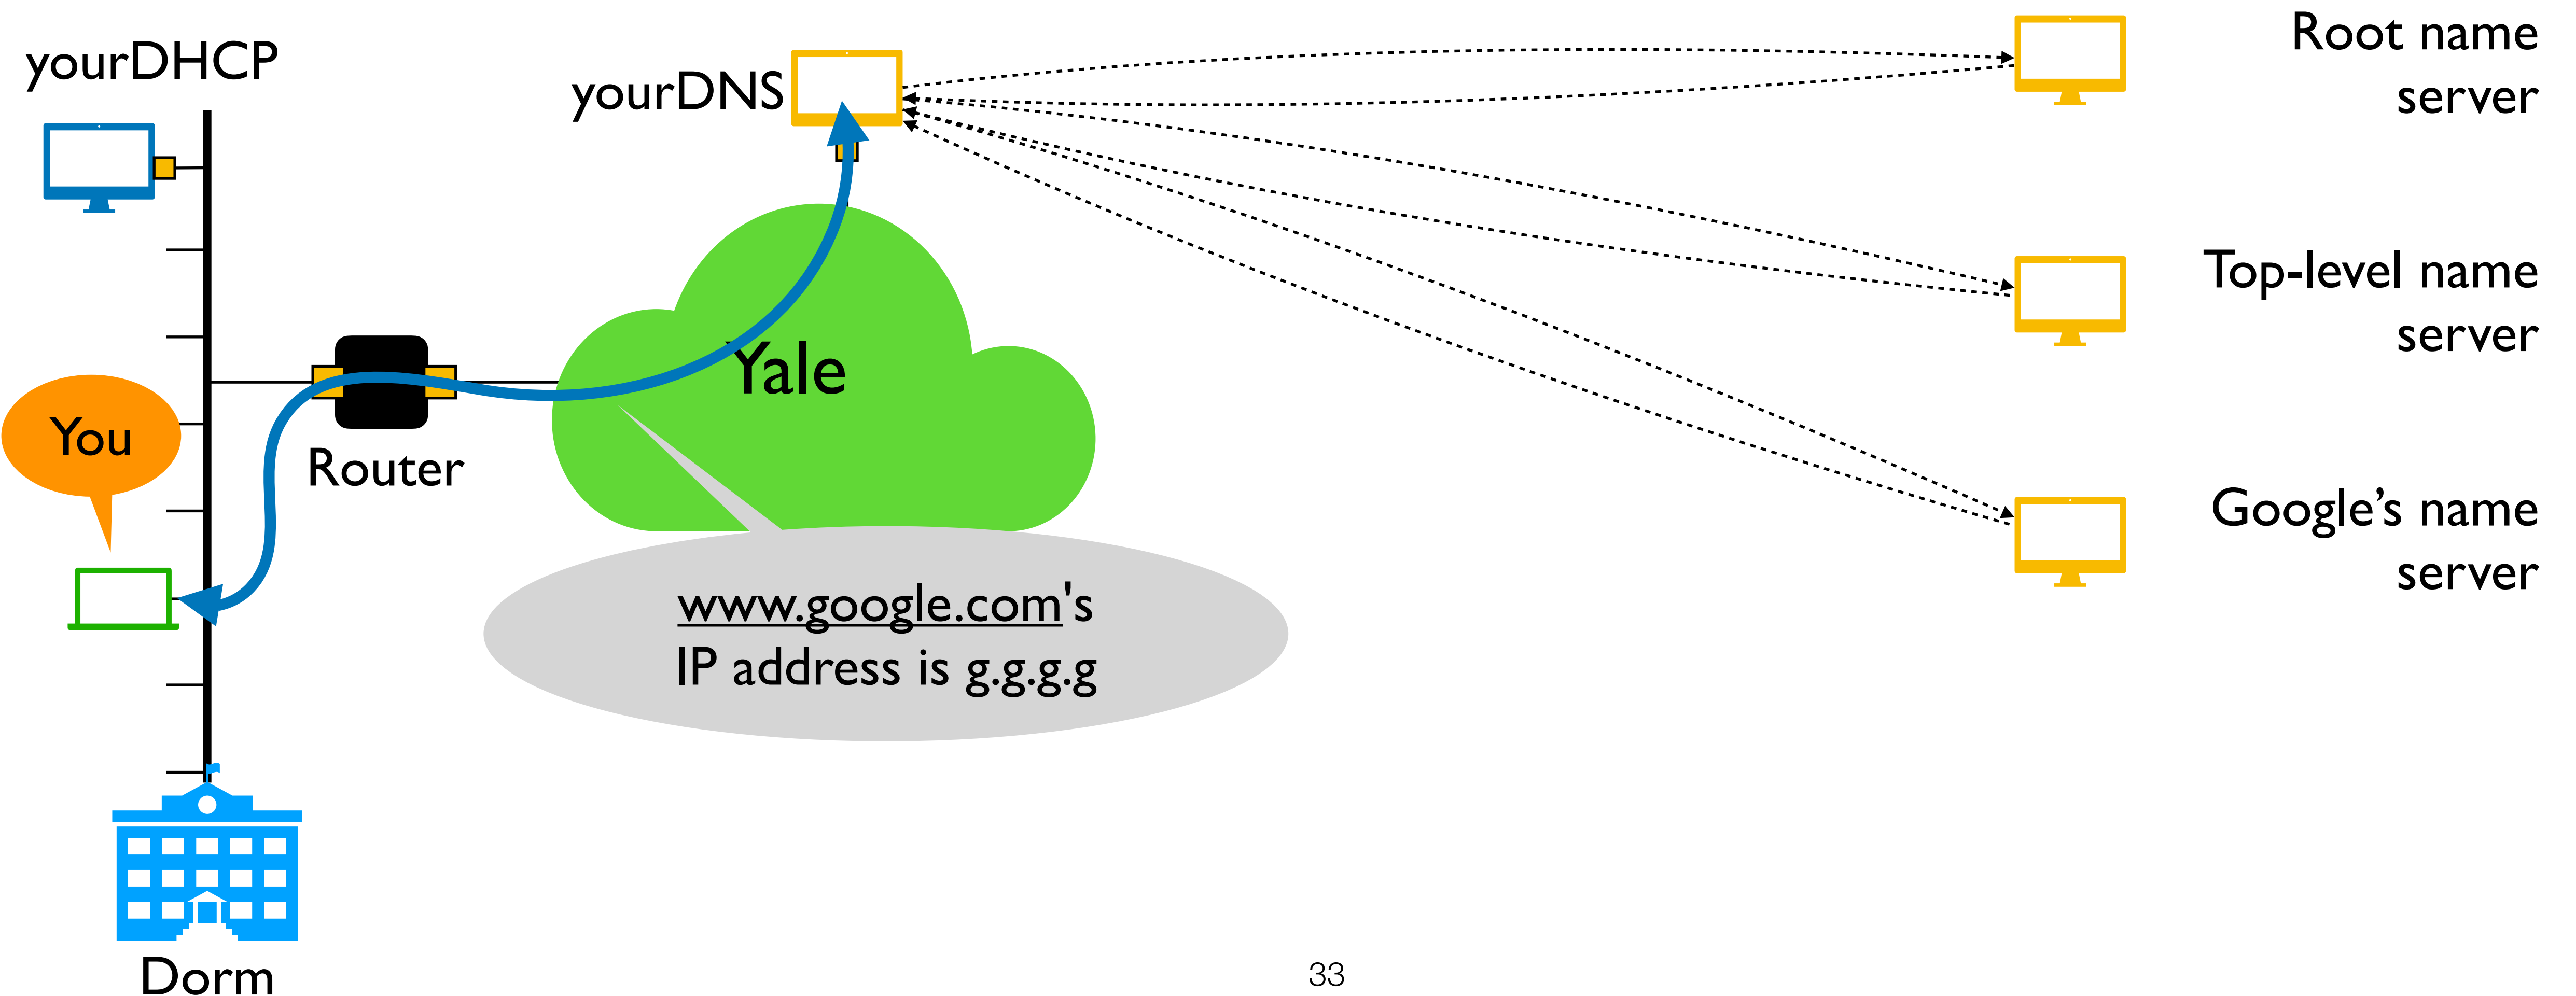 yourDHCP
yourDNS
Root name
server
Top-level name
server
Yale
You
Router
Google’s name
server
www.google.com's
IP address is g.g.g.g
Dorm
33